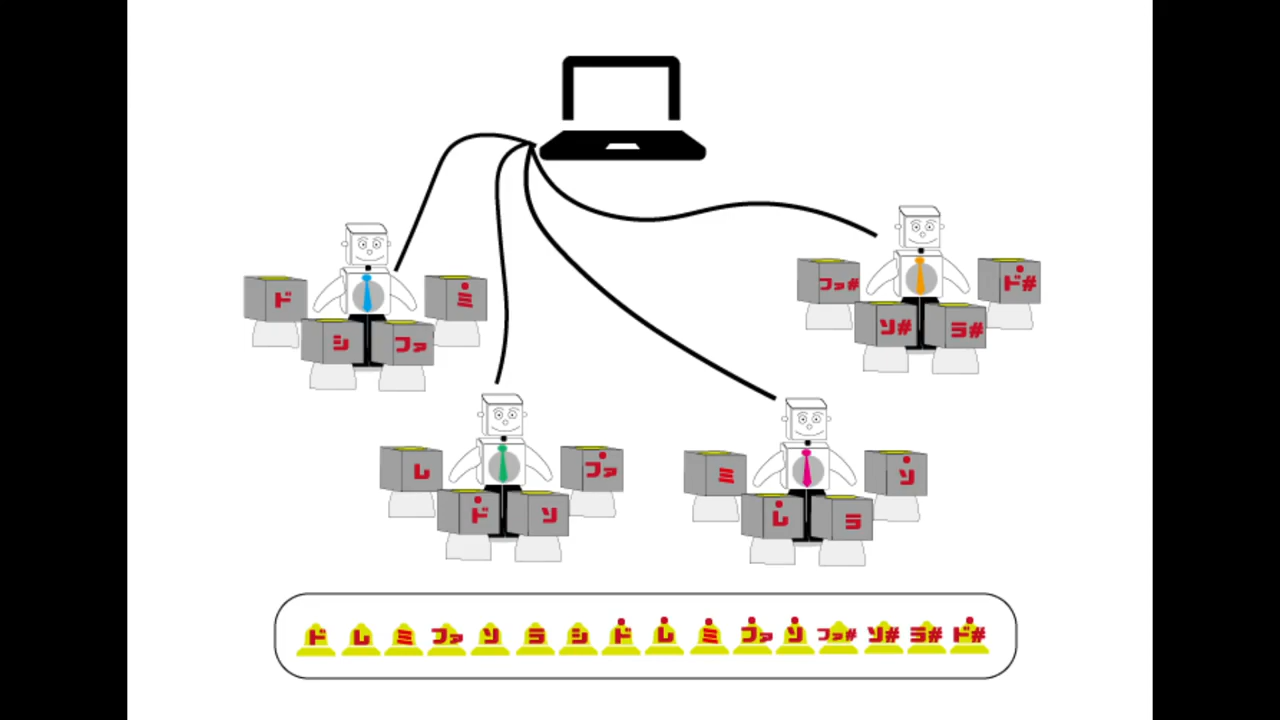 ド ミ
シ ファ
ファ# ド#
ソ# ラ#
レ ファ
ド ソ
ミ ソ
レ ラ
ド レ ミ ファ ソ ラ シ ド レ ミ ファ ソ ファ# ソ# ラ# ド#